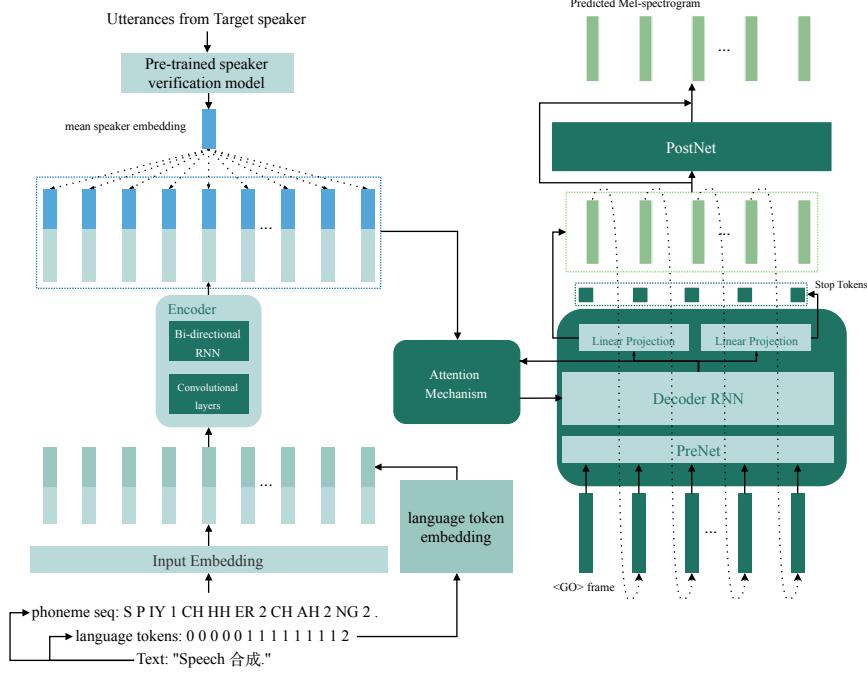 Utterances from Target speaker
Pre-trained speaker
verification model
mean speaker embedding
...
Encoder
Bi-directional
RNN
Convolutional
layers
...
Input Embedding
language token
embedding
phoneme seq: S P IY 1 CH HH ER 2 CH AH 2 NG 2 .
language tokens: 0 0 0 0 0 1 1 1 1 1 1 1 1 1 2
Text: "Speech 合成."
Attention
Mechanism
Predicted Mel-spectrogram
...
PostNet
...
Stop Tokens
Linear Projection
Linear Projection
Decoder RNN
PreNet
...
<GO> frame